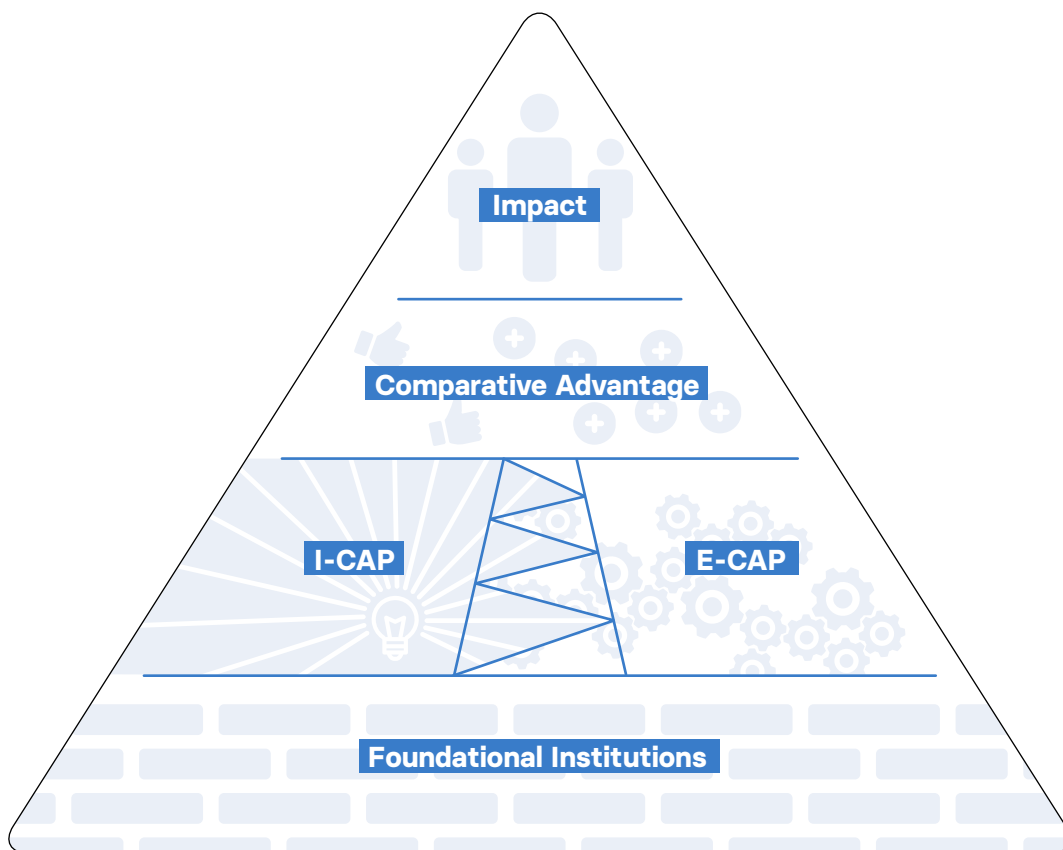 Impact
Comparative Advantage
I-CAP
E-CAP
Foundational Institutions